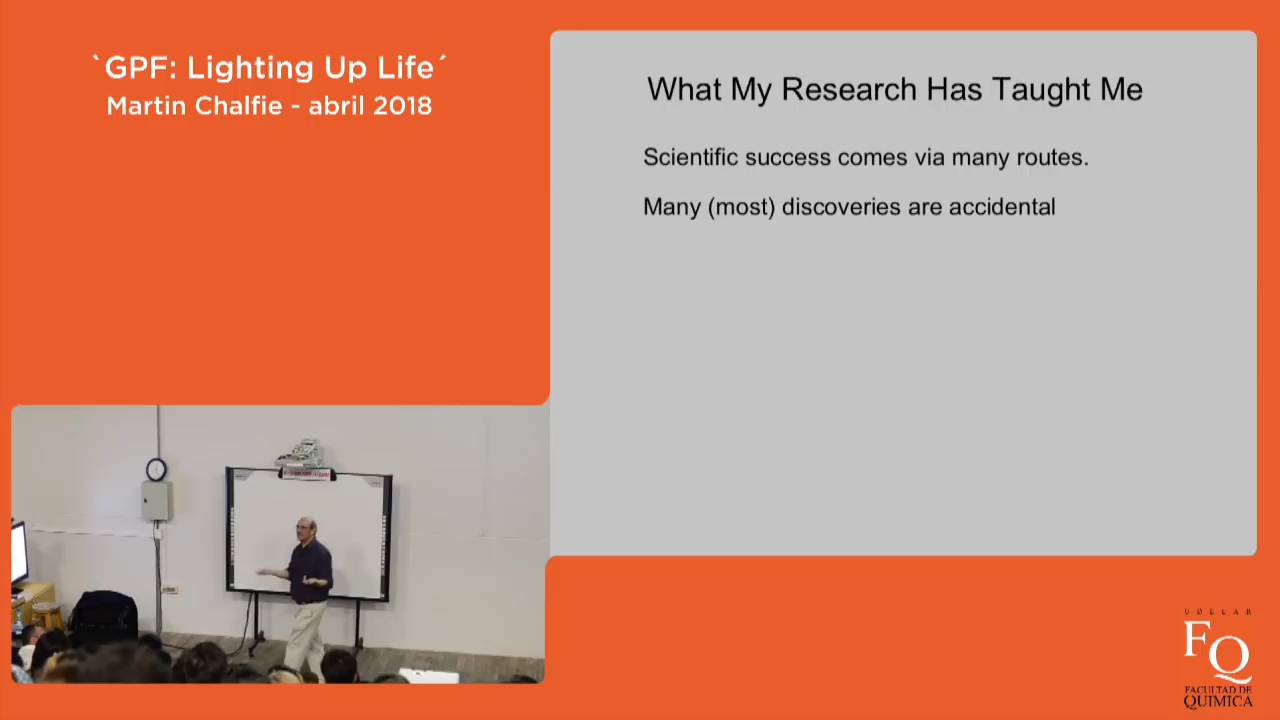 `GPF: Lighting Up Life´
Martin Chalfie - abril 2018
What My Research Has Taught Me
Scientific success comes via many routes.
Many (most) discoveries are accidental
UDELAR
FQ
FACULTAD DE
QUIMICA